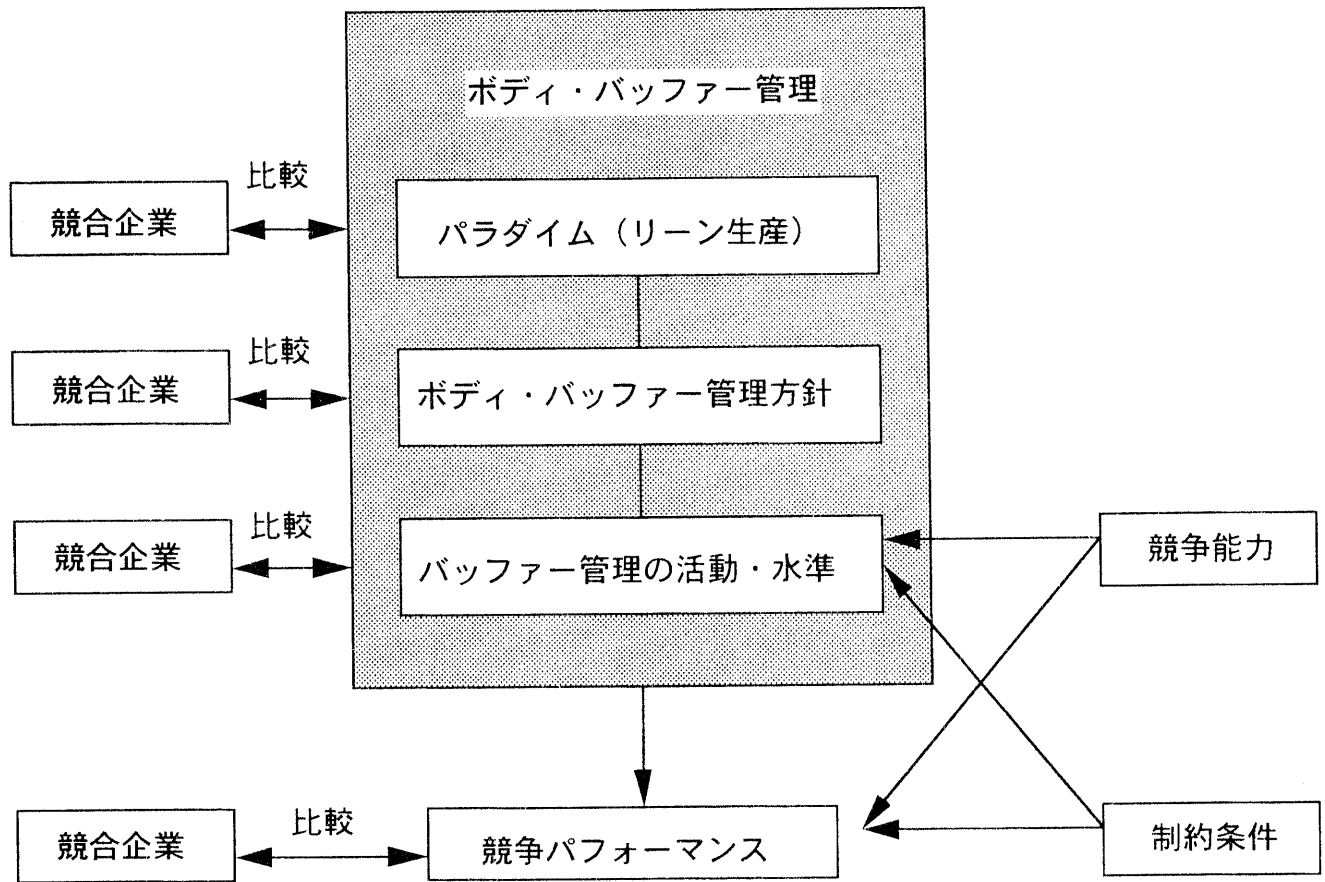 ボディ・バッファー管理
比較
競合企業
パラダイム（リーン生産）
比較
競合企業
ボディ・バッファー管理方針
比較
競合企業
バッファー管理の活動・水準
競争能力
比較
競合企業
競争パフォーマンス
制約条件